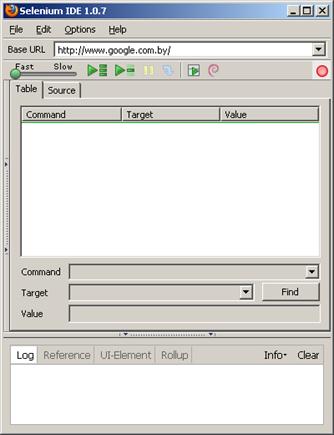 Selenium IDE 1.0.7
File Edit Options Help
Base URL http://www.google.com.by/
Fast Slow
Table Source
Command Target Value
Command
Target Find
Value
Log Reference UI-Element Rollup Info Clear